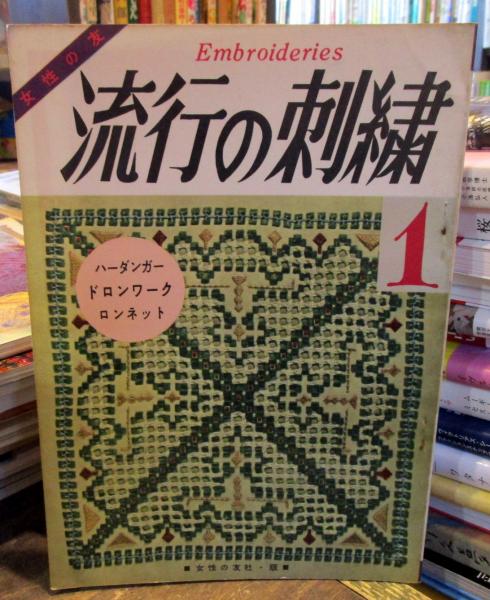 女性の友
Embroideries
流行の刺繍
1
ハーダンガー
ドロンワーク
ロンネット
■女性の友社・版■
桜